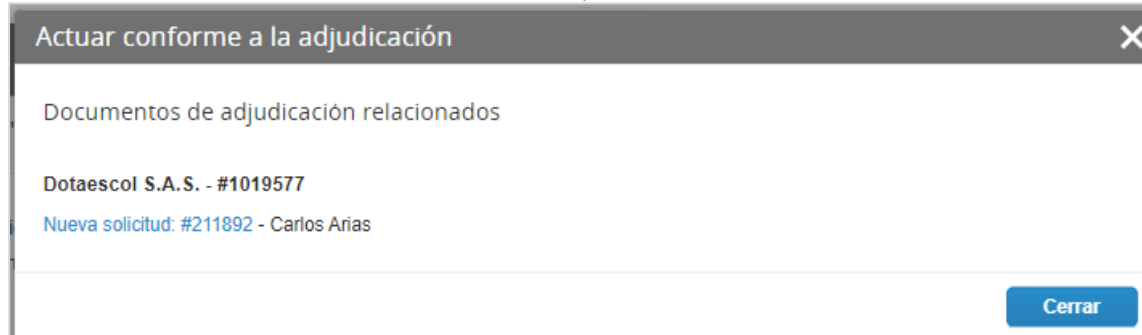 Actuar conforme a la adjudicación
Documentos de adjudicación relacionados
Dotaescol S.A.S. - #1019577
Nueva solicitud: #211892 - Carlos Arias
Cerrar